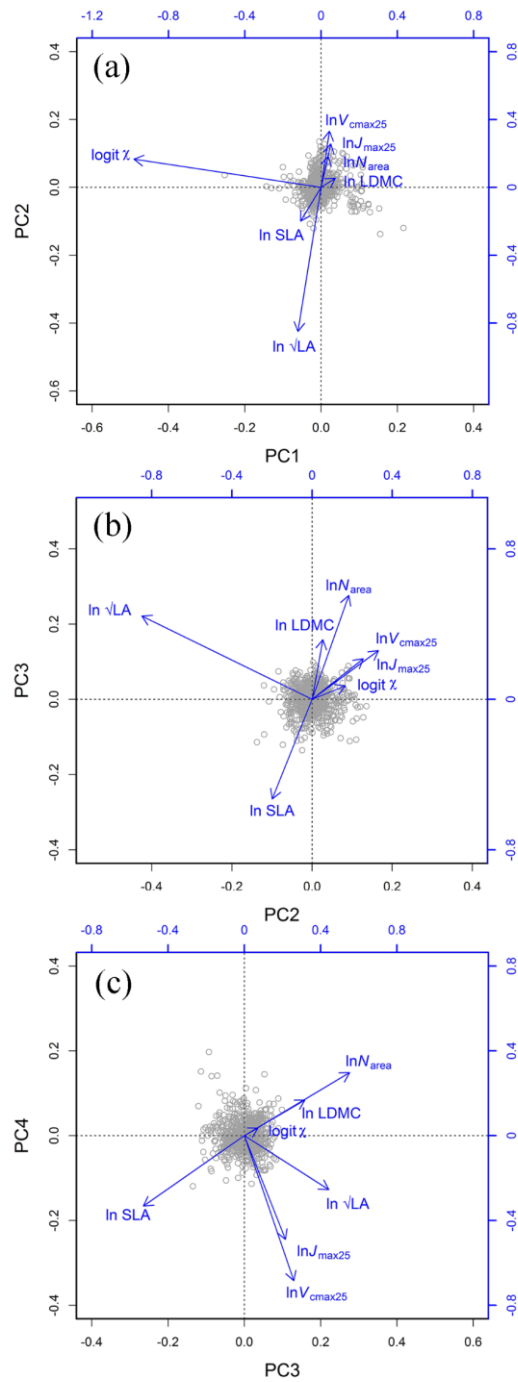 -1.2 -0.8 -0.4 0 0.4 0.8
(a)
lnVcmax25
lnJmax25
logit χ
lnNarea
ln LDMC
ln SLA
ln √LA
PC2
0.4
0.2
0.0
-0.2
-0.4
-0.6
0.8
0.4
0
-0.4
-0.8
-0.6 -0.4 -0.2 0.0 0.2 0.4
PC1
-0.8 -0.4 0 0.4 0.8
(b)
lnNarea
ln √LA
ln LDMC
lnVcmax25
lnJmax25
logit χ
ln SLA
PC3
0.4
0.2
0.0
-0.2
-0.4
0.8
0
-0.8
-0.4 -0.2 0.0 0.2 0.4
PC2
-0.8 -0.4 0 0.4 0.8
(c)
lnNarea
ln LDMC
logit χ
ln SLA
ln √LA
lnJmax25
lnVcmax25
PC4
0.4
0.2
0.0
-0.2
-0.4
0.8
0.4
0
-0.4
-0.8
-0.4 -0.2 0.0 0.2 0.4 0.6
PC3